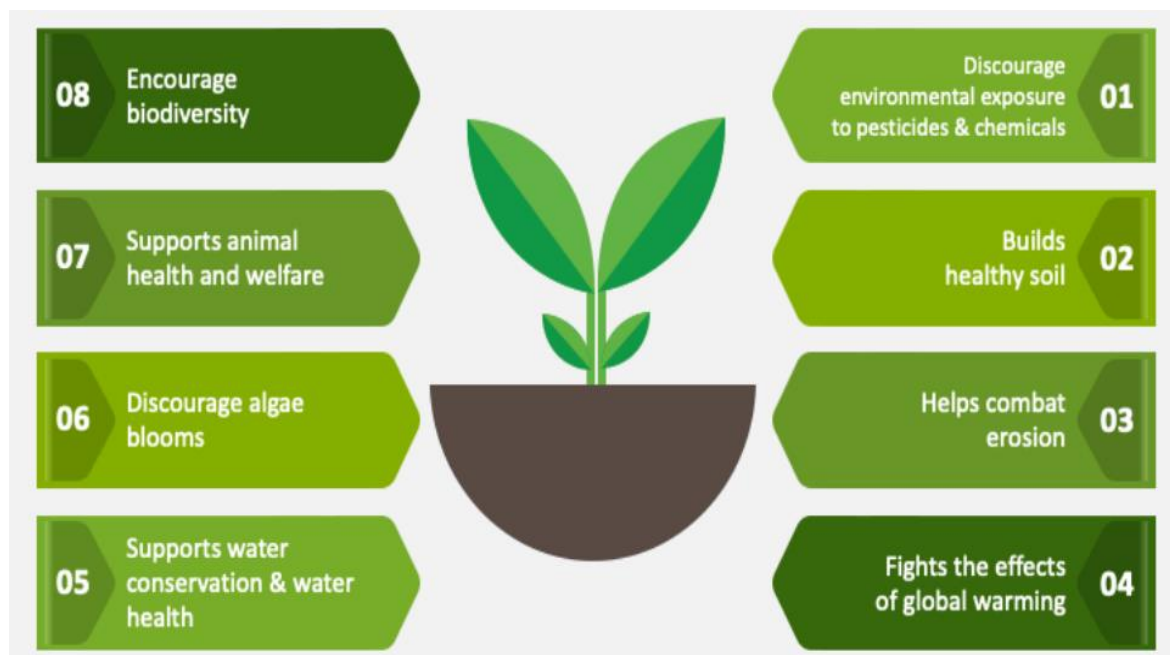 01
Discourage
environmental exposure
to pesticides & chemicals
02
Builds
healthy soil
03
Helps combat
erosion
04
Fights the effects
of global warming
05
Supports water
conservation & water
health
06
Discourage algae
blooms
07
Supports animal
health and welfare
08
Encourage
biodiversity